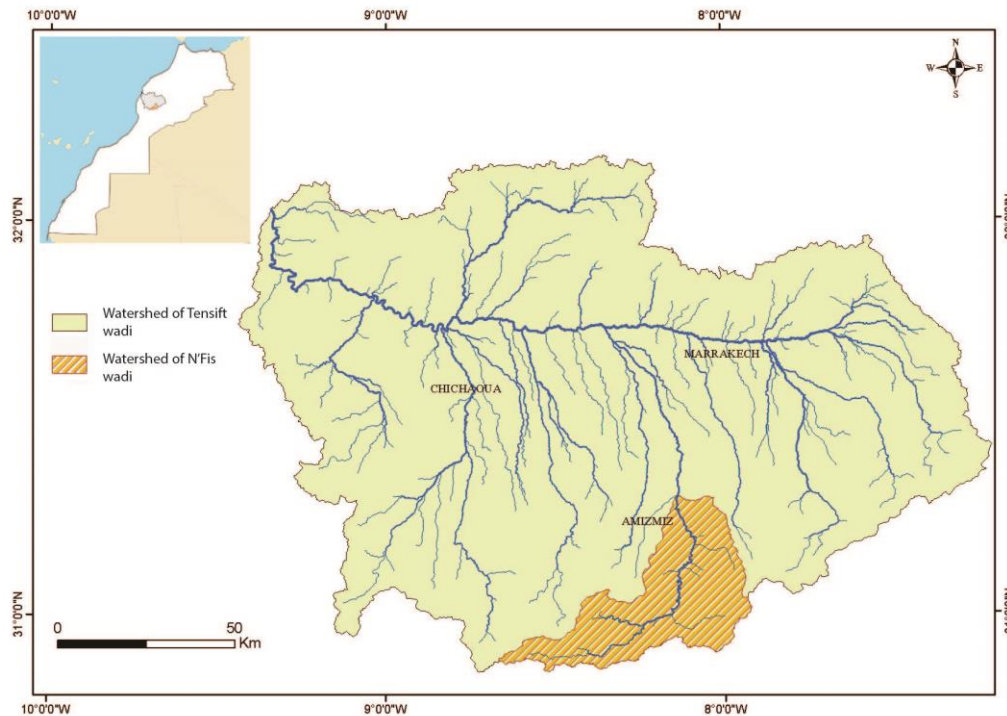 10°0'0"W 9°0'0"W 8°0'0"W
N
W E
S
32°0'0"N
Watershed of Tensift
wadi
Watershed of N'Fis
wadi
MARRAKECH
CHICHAOUA
AMIZMIZ
31°0'0"N
0 50
Km
10°0'0"W 9°0'0"W 8°0'0"W